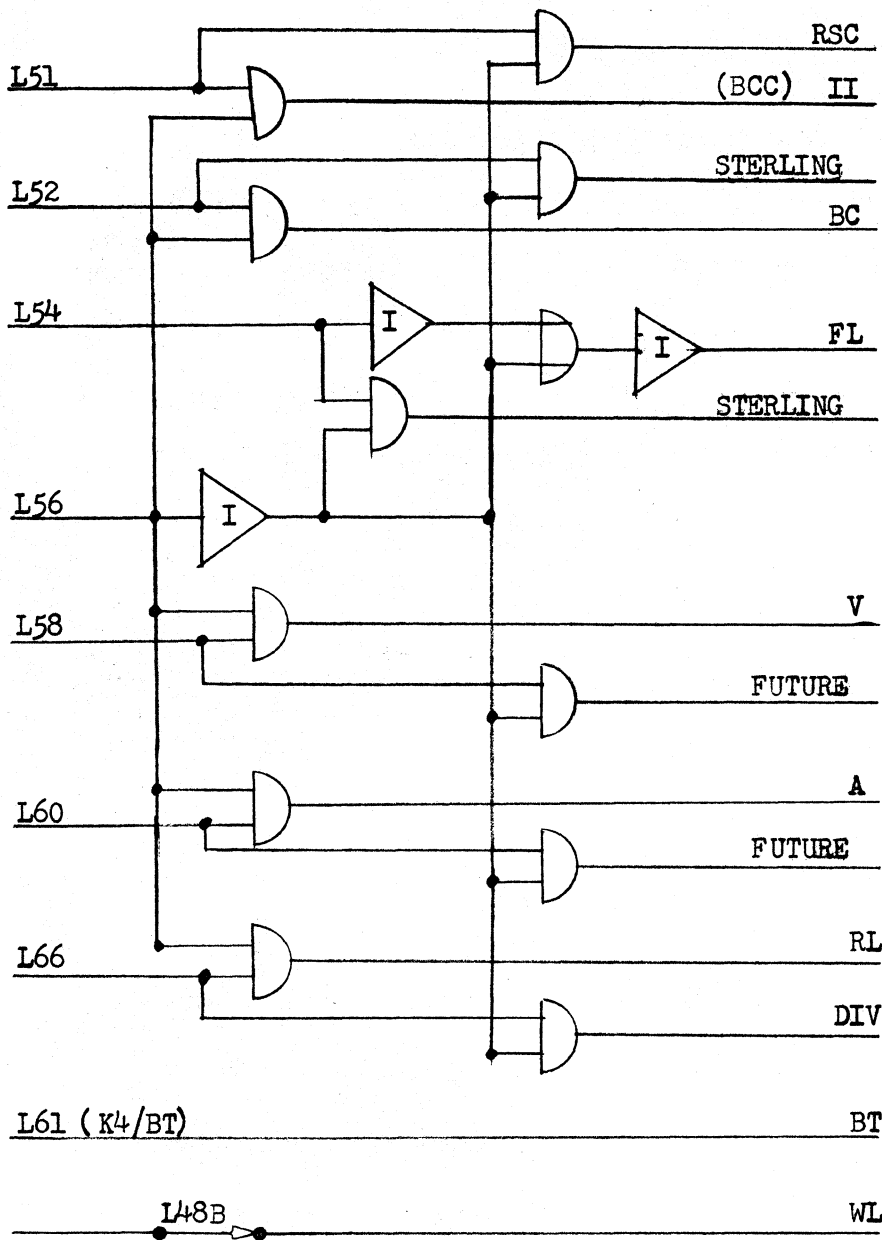 RSC
L51
(BCC) II
STERLING
L52
BC
L54
I
I
FL
STERLING
L56
I
V
L58
FUTURE
A
L60
FUTURE
RL
L66
DIV
L61 (K4/BT)
BT
L48B
WL